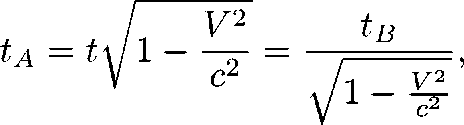 t_A = t\sqrt{1 - \frac{V^2}{c^2}} = \frac{t_B}{\sqrt{1 - \frac{V^2}{c^2}}},